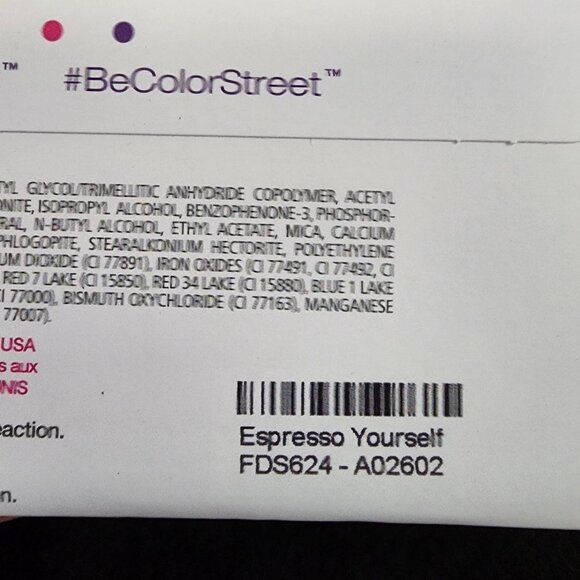 ™ #BeColorStreet™
TYL GLYCOL/TRIMELLITIC ANHYDRIDE COPOLYMER, ACETYL
ONITE, ISOPROPYL ALCOHOL, BENZOPHENONE-3, PHOSPHOR-
RAL, N-BUTYL ALCOHOL, ETHYL ACETATE, MICA, CALCIUM
PHLOGOPITE, STEARALKONIUM HECTORITE, POLYETHYLENE
UM DIOXIDE (CI 77891), IRON OXIDES (CI 77491, CI 77492, CI
RED 7 LAKE (CI 15850), RED 34 LAKE (CI 15880), BLUE 1 LAKE
CI 77000), BISMUTH OXYCHLORIDE (CI 77163), MANGANESE
77007).
USA
s aux
UNIS
eaction.
Espresso Yourself
FDS624 - A02602
n.